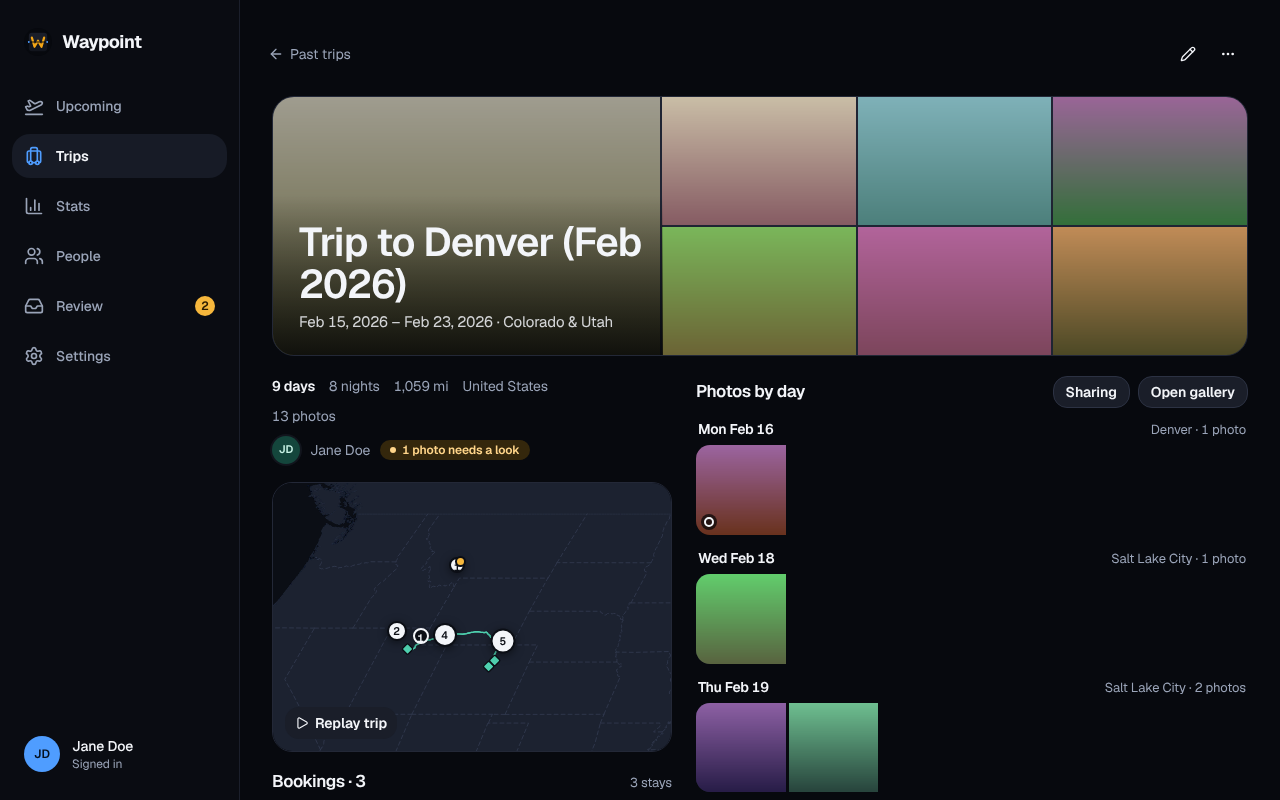 Waypoint
Upcoming
Trips
Stats
People
Review
2
Settings
JD
Jane Doe
Signed in
Past trips
Trip to Denver (Feb
2026)
Feb 15, 2026 – Feb 23, 2026 · Colorado & Utah
9 days 8 nights 1,059 mi United States
13 photos
JD Jane Doe 1 photo needs a look
2
1
4
5
Replay trip
Bookings · 3
3 stays
Photos by day
Sharing
Open gallery
Mon Feb 16
Denver · 1 photo
Wed Feb 18
Salt Lake City · 1 photo
Thu Feb 19
Salt Lake City · 2 photos